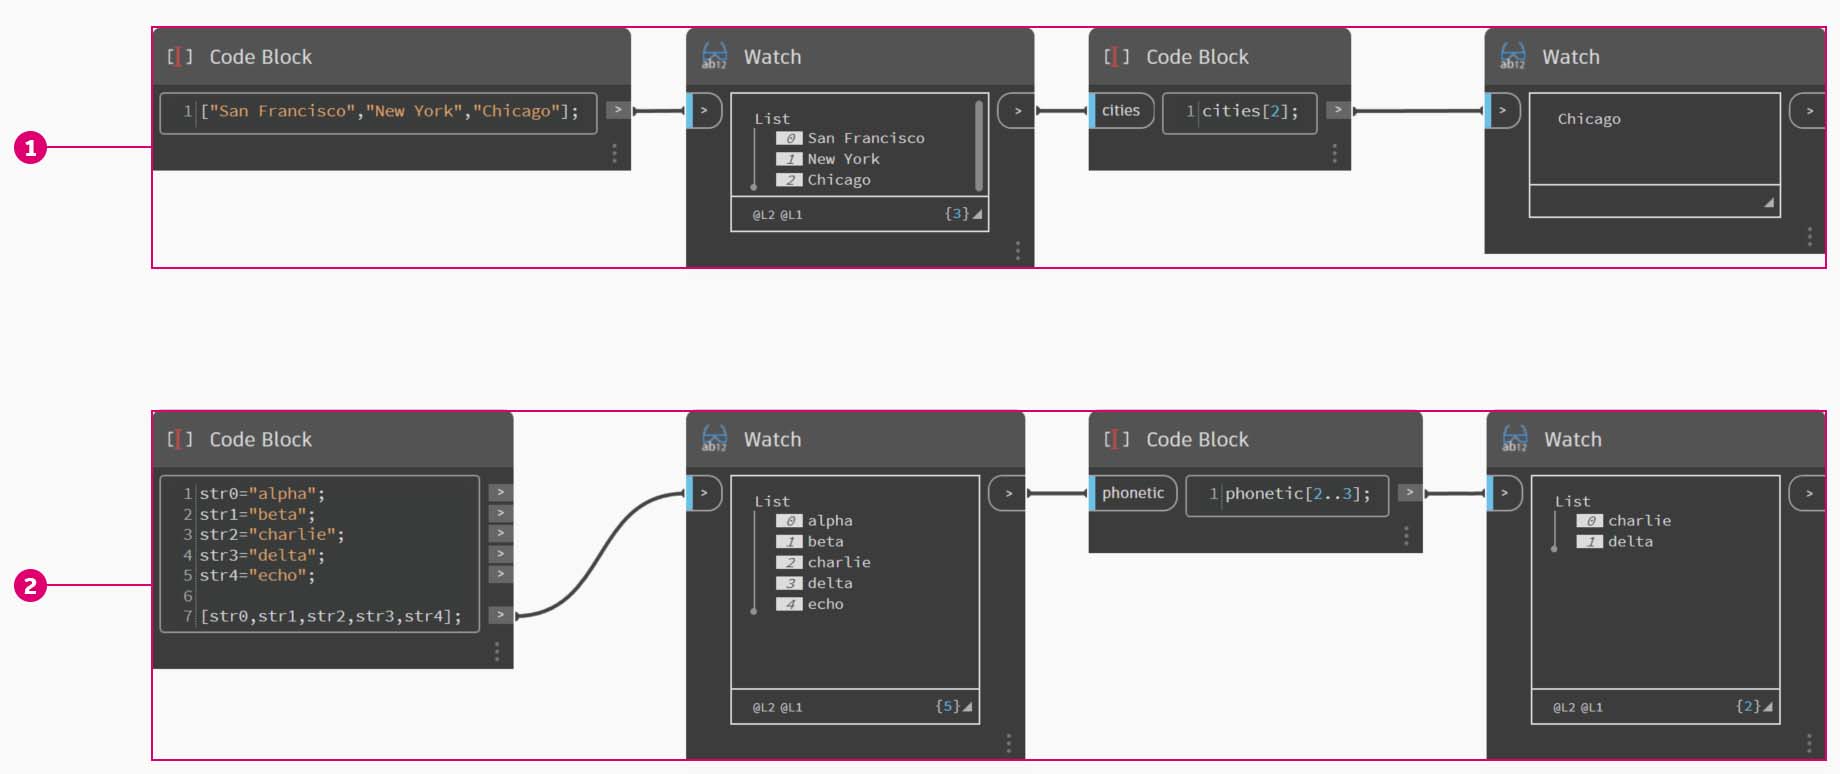 Code Block
1 ["San Francisco","New York","Chicago"]; >
Watch
>
List
0 San Francisco
1 New York
2 Chicago
@L2 @L1 {3}
>
Code Block
cities 1 cities[2]; >
Watch
>
Chicago
>
1
Code Block
1 str0="alpha"; >
2 str1="beta"; >
3 str2="charlie"; >
4 str3="delta"; >
5 str4="echo"; >
6
7 [str0,str1,str2,str3,str4]; >
Watch
>
List
0 alpha
1 beta
2 charlie
3 delta
4 echo
@L2 @L1 {5}
>
Code Block
phonetic 1 phonetic[2..3]; >
Watch
>
List
0 charlie
1 delta
@L2 @L1 {2}
>
2
ab12
ab12
ab12
ab12